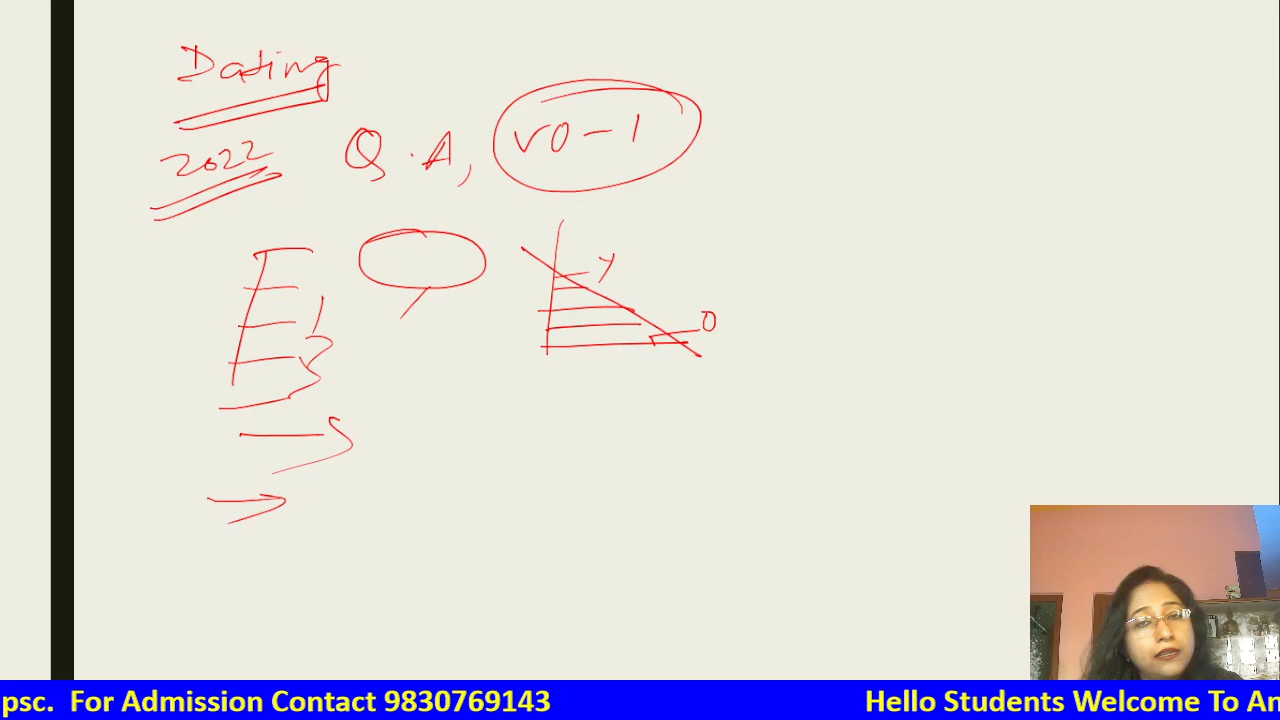 Dating
2022 Q.A, VO-1
Y
O
psc. For Admission Contact 9830769143 Hello Students Welcome To An